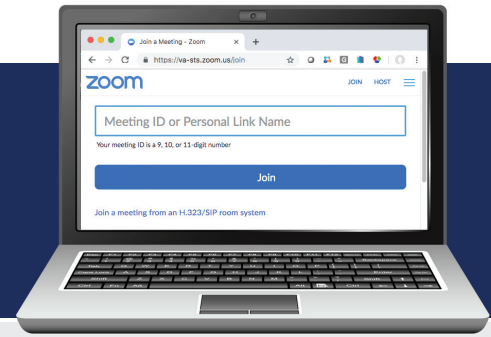 Join a Meeting - Zoom
https://va-sts.zoom.us/join
zoom
JOIN HOST
Meeting ID or Personal Link Name
Your meeting ID is a 9, 10, or 11-digit number
Join
Join a meeting from an H.323/SIP room system